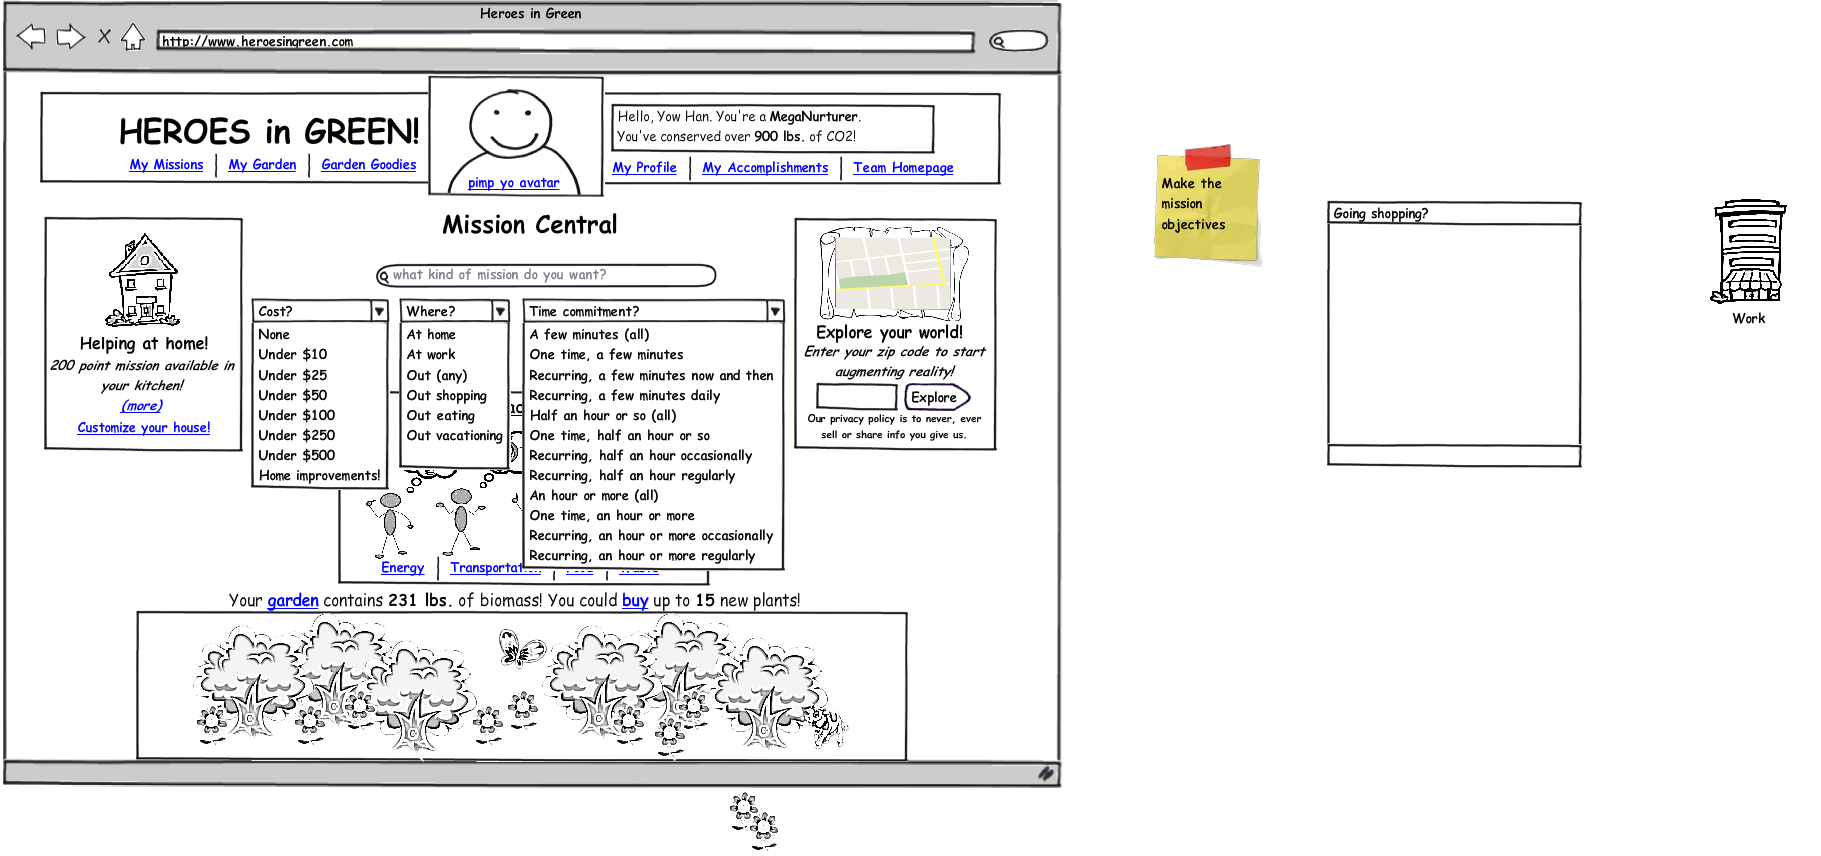 Heroes in Green
http://www.heroesingreen.com
HEROES in GREEN!
My Missions | My Garden | Garden Goodies
pimp yo avatar
Hello, Yow Han. You're a MegaNurturer.
You've conserved over 900 lbs. of CO2!
My Profile | My Accomplishments | Team Homepage
Mission Central
what kind of mission do you want?
Helping at home!
200 point mission available in
your kitchen!
(more)
Customize your house!
Cost?
None
Under $10
Under $25
Under $50
Under $100
Under $250
Under $500
Home improvements!
Where?
At home
At work
Out (any)
Out shopping
Out eating
Out vacationing
Time commitment?
A few minutes (all)
One time, a few minutes
Recurring, a few minutes now and then
Recurring, a few minutes daily
Half an hour or so (all)
One time, half an hour or so
Recurring, half an hour occasionally
Recurring, half an hour regularly
An hour or more (all)
One time, an hour or more
Recurring, an hour or more occasionally
Recurring, an hour or more regularly
Explore your world!
Enter your zip code to start
augmenting reality!
Explore
Our privacy policy is to never, ever
sell or share info you give us.
Energy | Transportat
Your garden contains 231 lbs. of biomass! You could buy up to 15 new plants!
Make the
mission
objectives
Going shopping?
Work